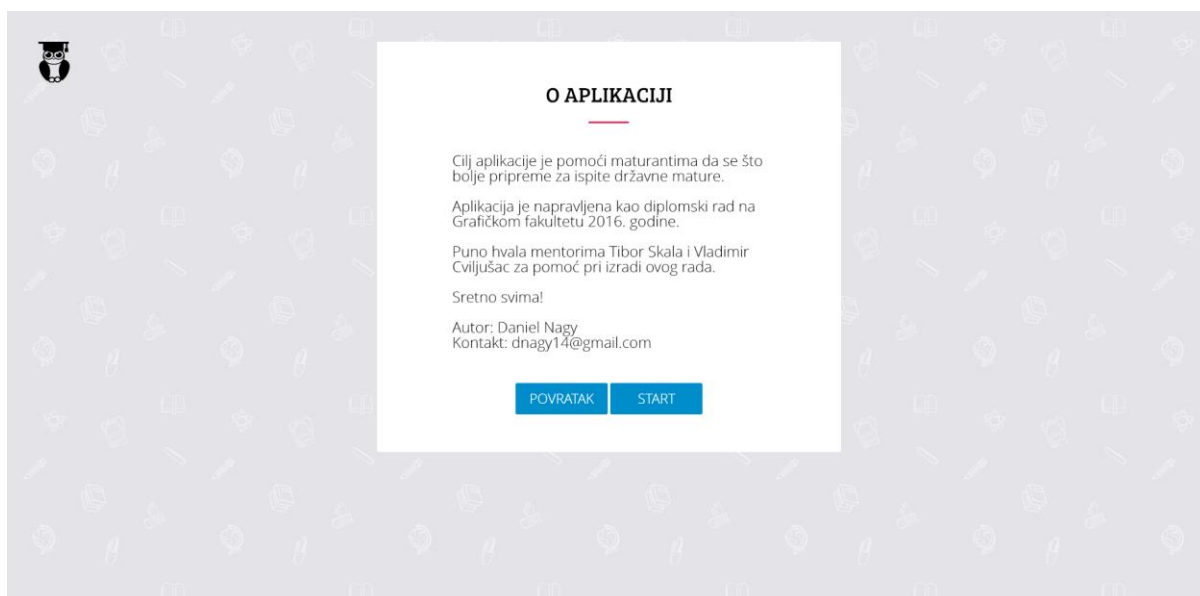 O APLIKACIJI
Cilj aplikacije je pomoći maturantima da se što
bolje pripreme za ispite državne mature.
Aplikacija je napravljena kao diplomski rad na
Grafičkom fakultetu 2016. godine.
Puno hvala mentorima Tibor Skala i Vladimir
Cviljušac za pomoć pri izradi ovog rada.
Sretno svima!
Autor: Daniel Nagy
Kontakt: dnagy14@gmail.com
POVRATAK START